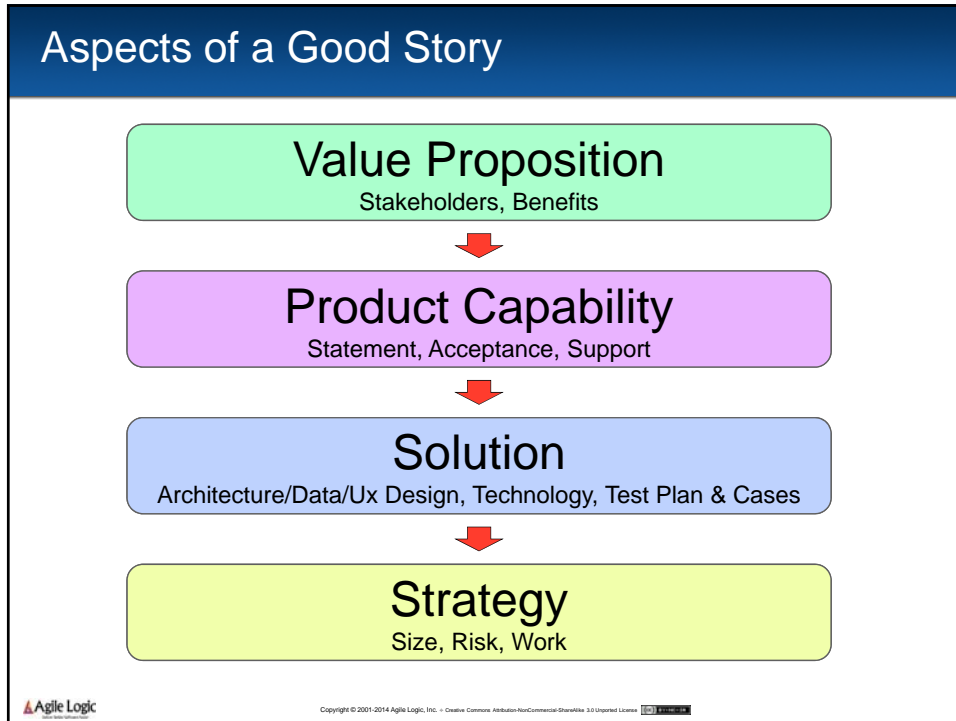 Aspects of a Good Story
Value Proposition
Stakeholders, Benefits
Product Capability
Statement, Acceptance, Support
Solution
Architecture/Data/Ux Design, Technology, Test Plan & Cases
Strategy
Size, Risk, Work
Agile Logic
Copyright © 2001-2014 Agile Logic, Inc. ÷ Creative Commons Attribution-NonCommercial-ShareAlike 3.0 Unported License